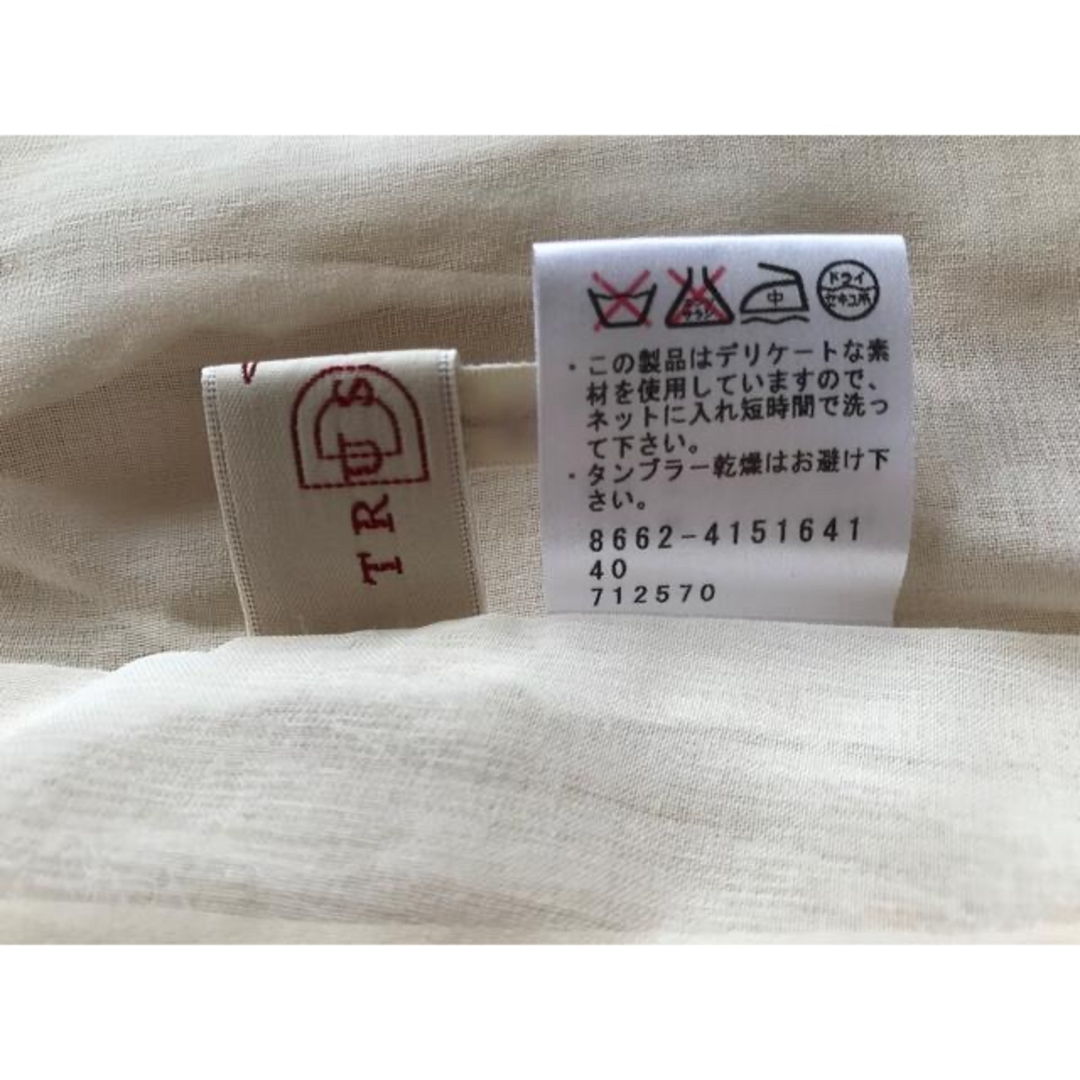 TRUS
中
ドライ
セキユ系
・この製品はデリケートな素
材を使用していますので、
ネットに入れ短時間で洗っ
て下さい。
・タンブラー乾燥はお避け下
さい。
8662-4151641
40
712570